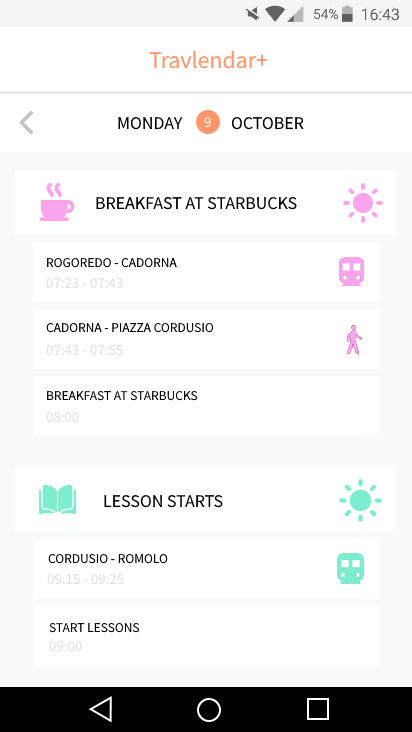 54% 16:43
Travlendar+
MONDAY 9 OCTOBER
BREAKFAST AT STARBUCKS
ROGOREDO - CADORNA
07:23 - 07:43
CADORNA - PIAZZA CORDUSIO
07:43 - 07:55
BREAKFAST AT STARBUCKS
08:00
LESSON STARTS
CORDUSIO - ROMOLO
09:15 - 09:25
START LESSONS
09:00